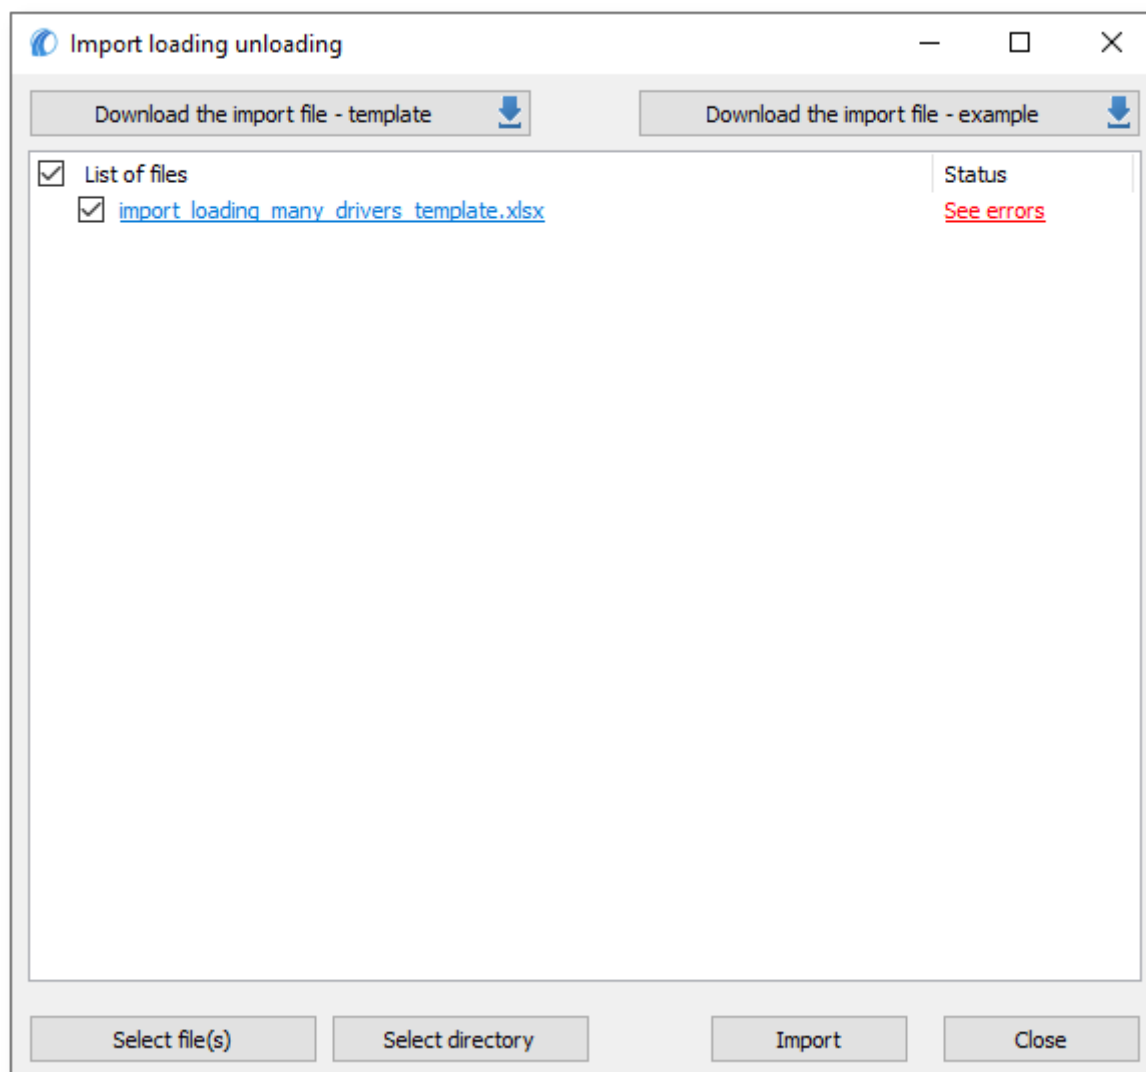 Import loading unloading
Download the import file - template
Download the import file - example
List of files
Status
import_loading_many_drivers_template.xlsx
See errors
Select file(s)
Select directory
Import
Close